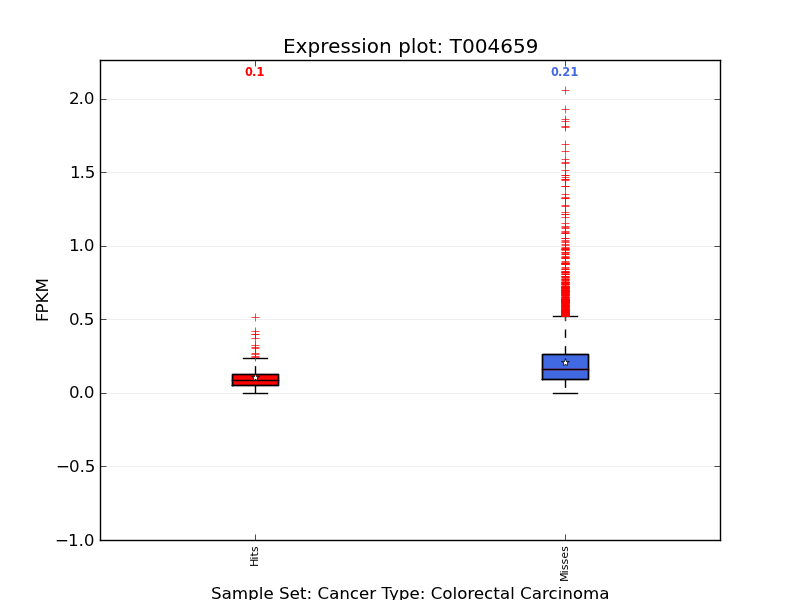 Expression plot: T004659
0.1
0.21
2.0
1.5
1.0
0.5
0.0
−0.5
−1.0
FPKM
Hits
Misses
Sample Set: Cancer Type: Colorectal Carcinoma